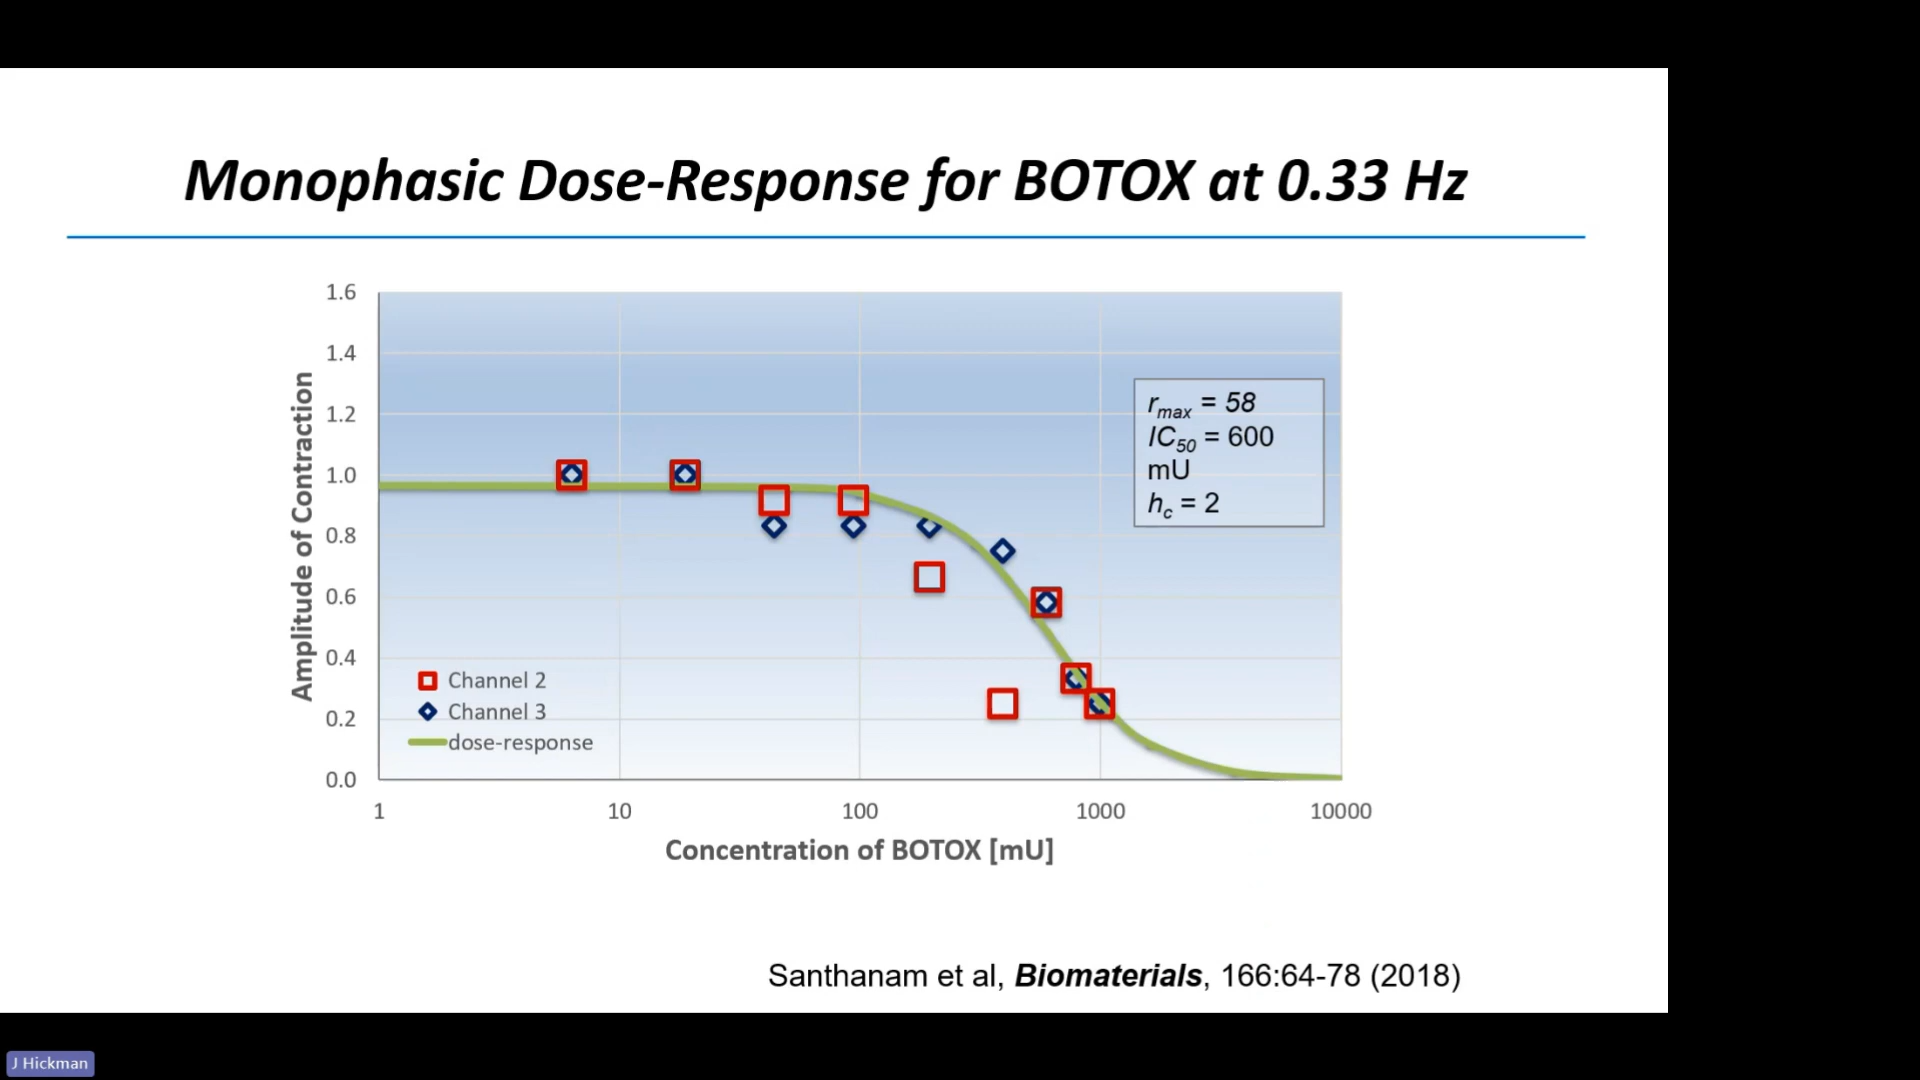 Monophasic Dose-Response for BOTOX at 0.33 Hz
1.6
1.4
1.2
1.0
0.8
0.6
0.4
0.2
0.0
Amplitude of Contraction
r_max = 58
IC_50 = 600
mU
h_c = 2
Channel 2
Channel 3
dose-response
1 10 100 1000 10000
Concentration of BOTOX [mU]
Santhanam et al, Biomaterials, 166:64-78 (2018)
J Hickman